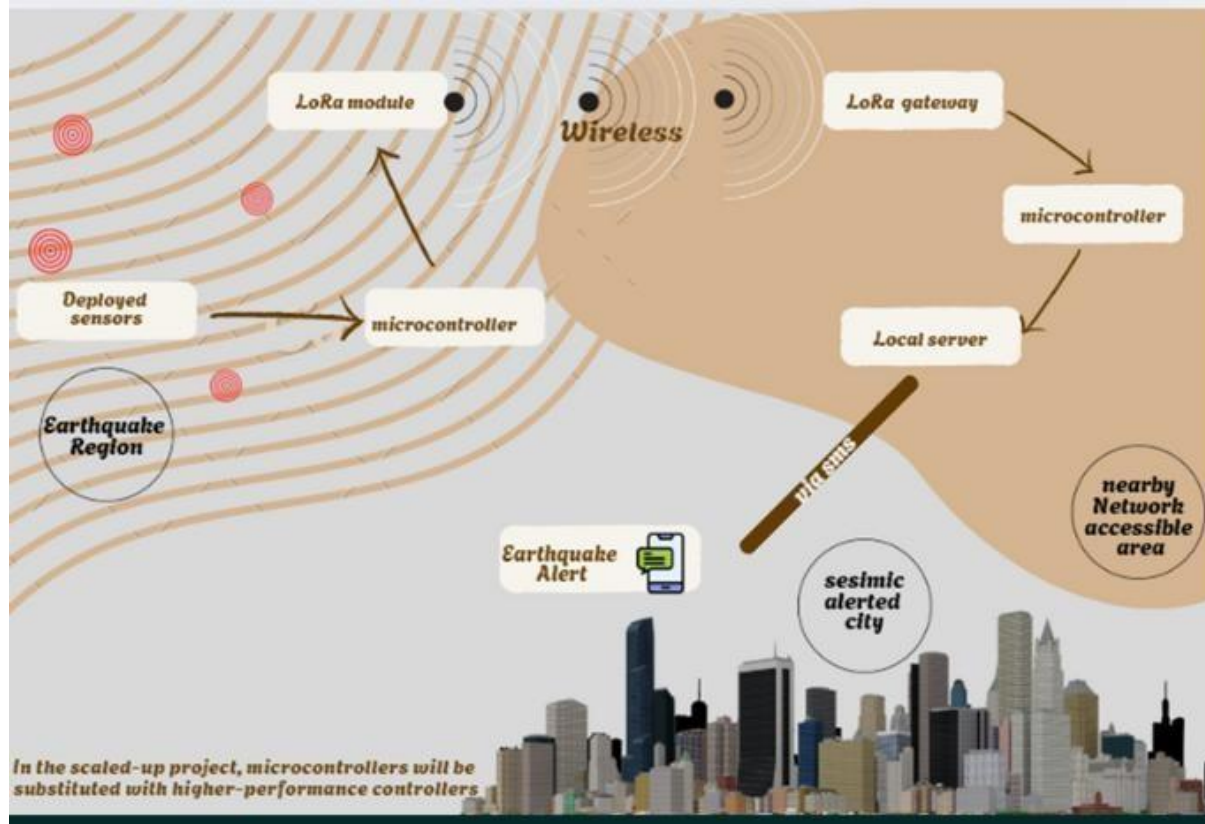 LoRa module
Wireless
LoRa gateway
microcontroller
Deployed
sensors
microcontroller
Local server
Earthquake
Region
via sms
nearby
Network
accessible
area
Earthquake
Alert
sesimic
alerted
city
In the scaled-up project, microcontrollers will be
substituted with higher-performance controllers